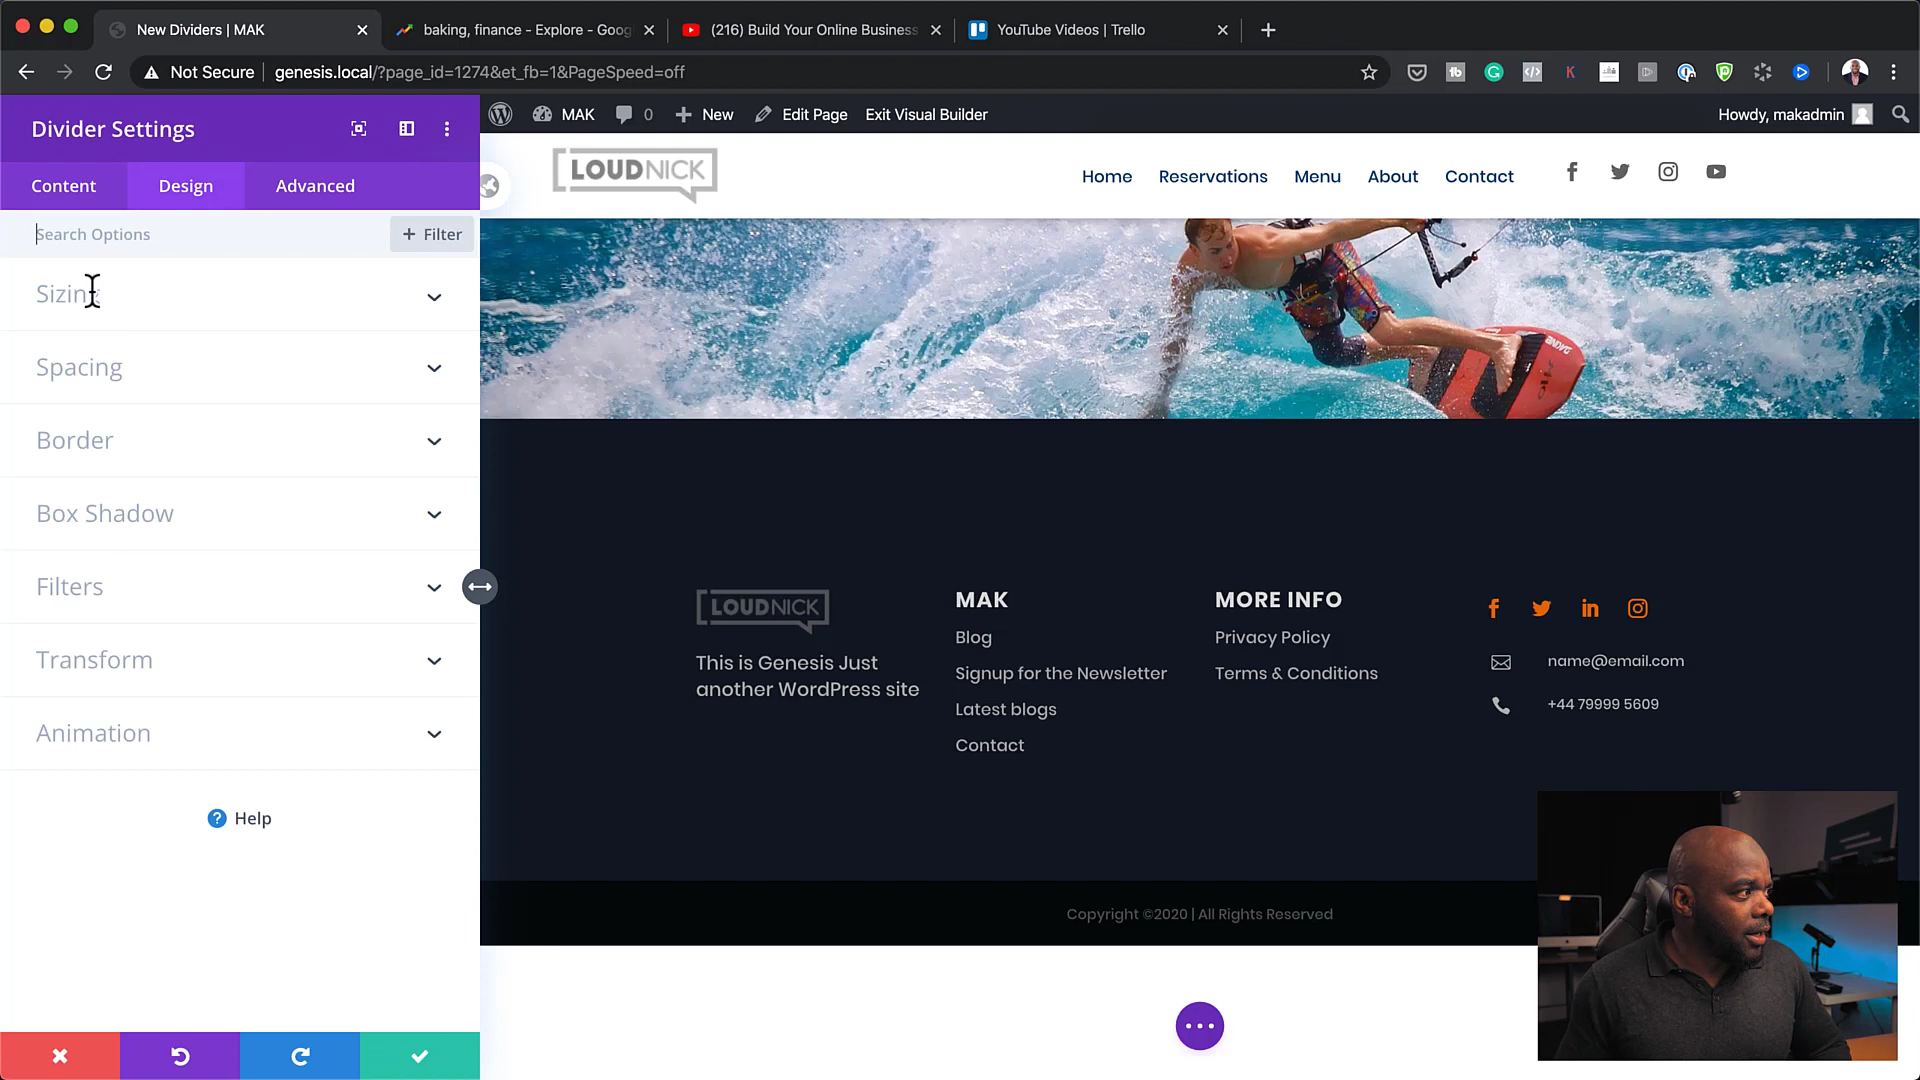 New Dividers | MAK
baking, finance - Explore - Goog
(216) Build Your Online Business
YouTube Videos | Trello
Not Secure
genesis.local/?page_id=1274&et_fb=1&PageSpeed=off
MAK
0
New
Edit Page
Exit Visual Builder
Howdy, makadmin
Divider Settings
Content
Design
Advanced
Search Options
+ Filter
Sizing
Spacing
Border
Box Shadow
Filters
Transform
Animation
? Help
LOUDNICK
Home
Reservations
Menu
About
Contact
LOUDNICK
This is Genesis Just
another WordPress site
MAK
Blog
Signup for the Newsletter
Latest blogs
Contact
MORE INFO
Privacy Policy
Terms & Conditions
name@email.com
+44 79999 5609
Copyright ©2020 | All Rights Reserved